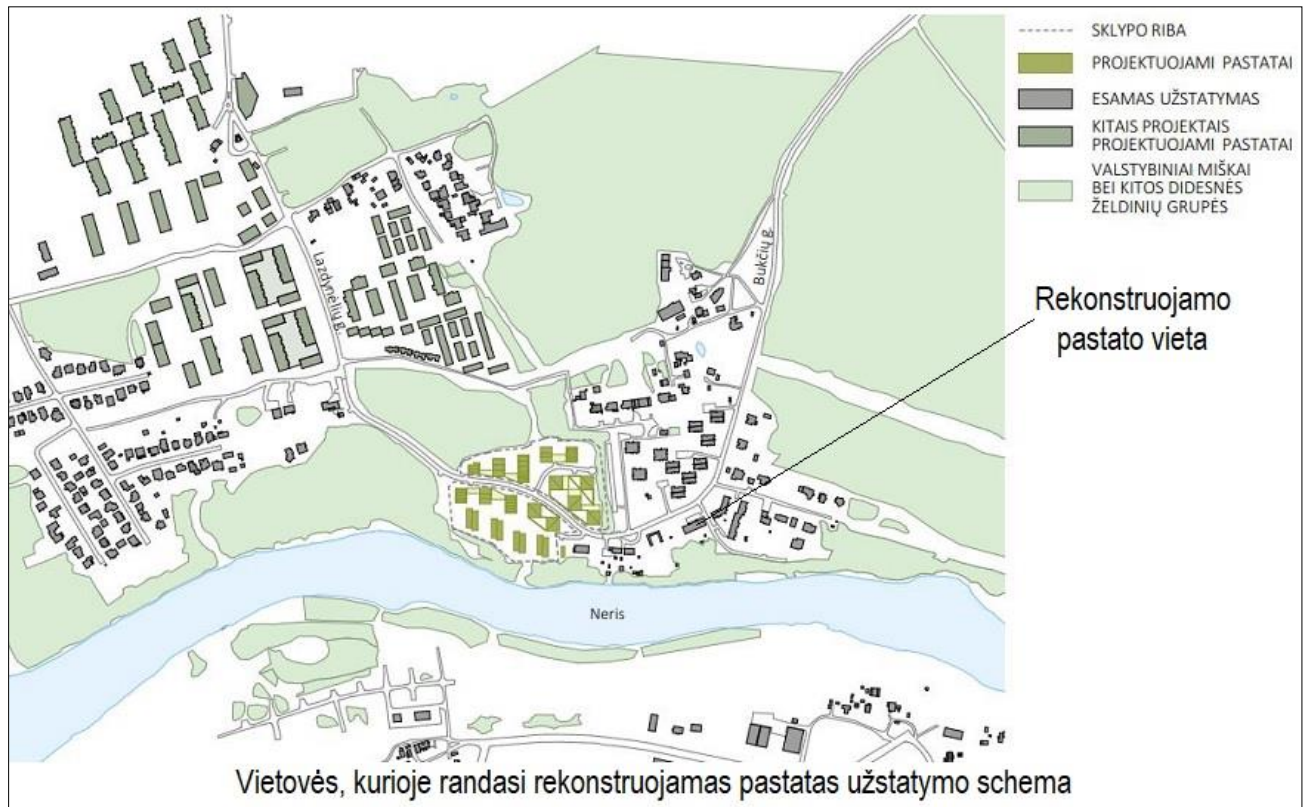 SKLYPO RIBA
PROJEKTUOJAMI PASTATAI
ESAMAS UŽSTATYMAS
KITAIS PROJEKTAIS
PROJEKTUOJAMI PASTATAI
VALSTYBINIAI MIŠKAI
BEI KITOS DIDESNĖS
ŽELDINIŲ GRUPĖS
Lazdynėlių g.
Bukčių g.
Rekonstruojamo
pastato vieta
Neris
Vietovės, kurioje randasi rekonstruojamas pastatas užstatymo schema